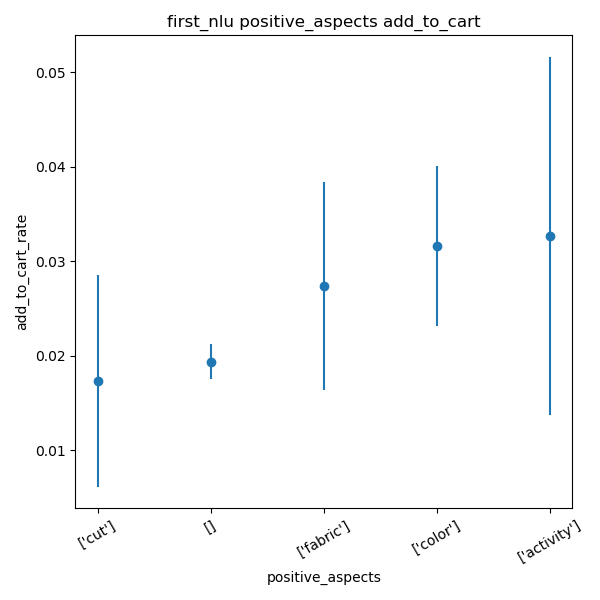 first_nlu positive_aspects add_to_cart
0.05
0.04
0.03
0.02
0.01
add_to_cart_rate
['cut']
[]
['fabric']
['color']
['activity']
positive_aspects